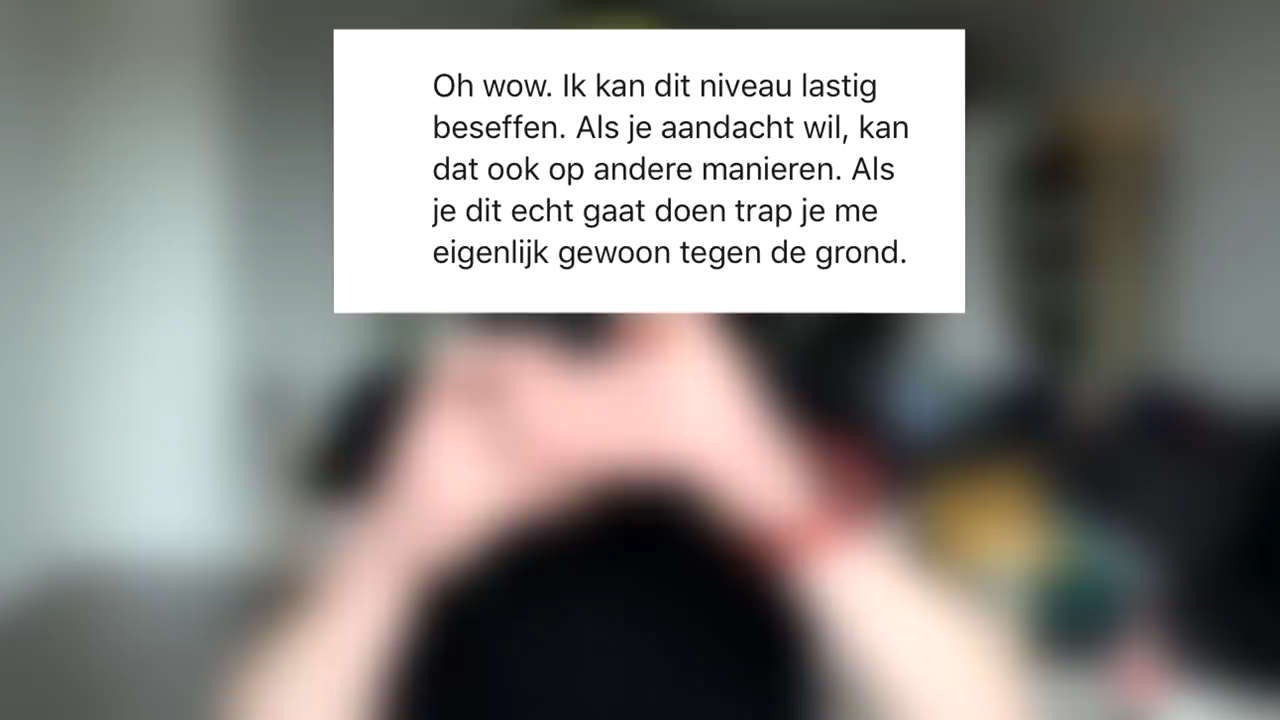 Oh wow. Ik kan dit niveau lastig
beseffen. Als je aandacht wil, kan
dat ook op andere manieren. Als
je dit echt gaat doen trap je me
eigenlijk gewoon tegen de grond.